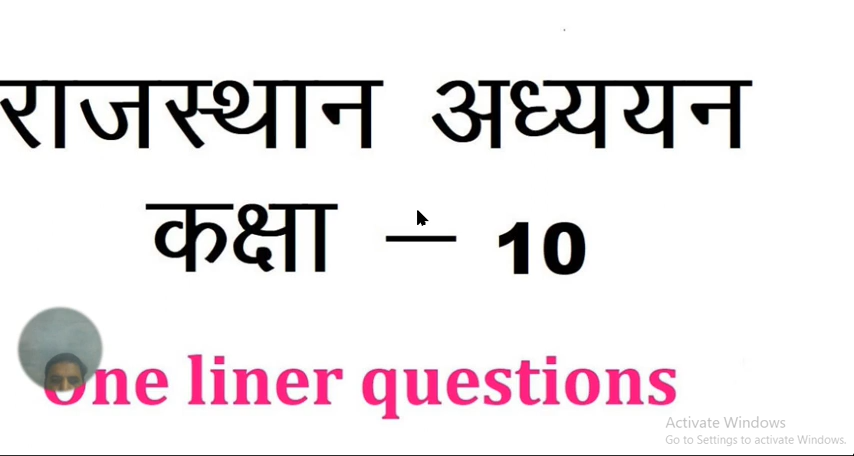 राजस्थान अध्ययन
कक्षा – 10
One liner questions
Activate Windows
Go to Settings to activate Windows.